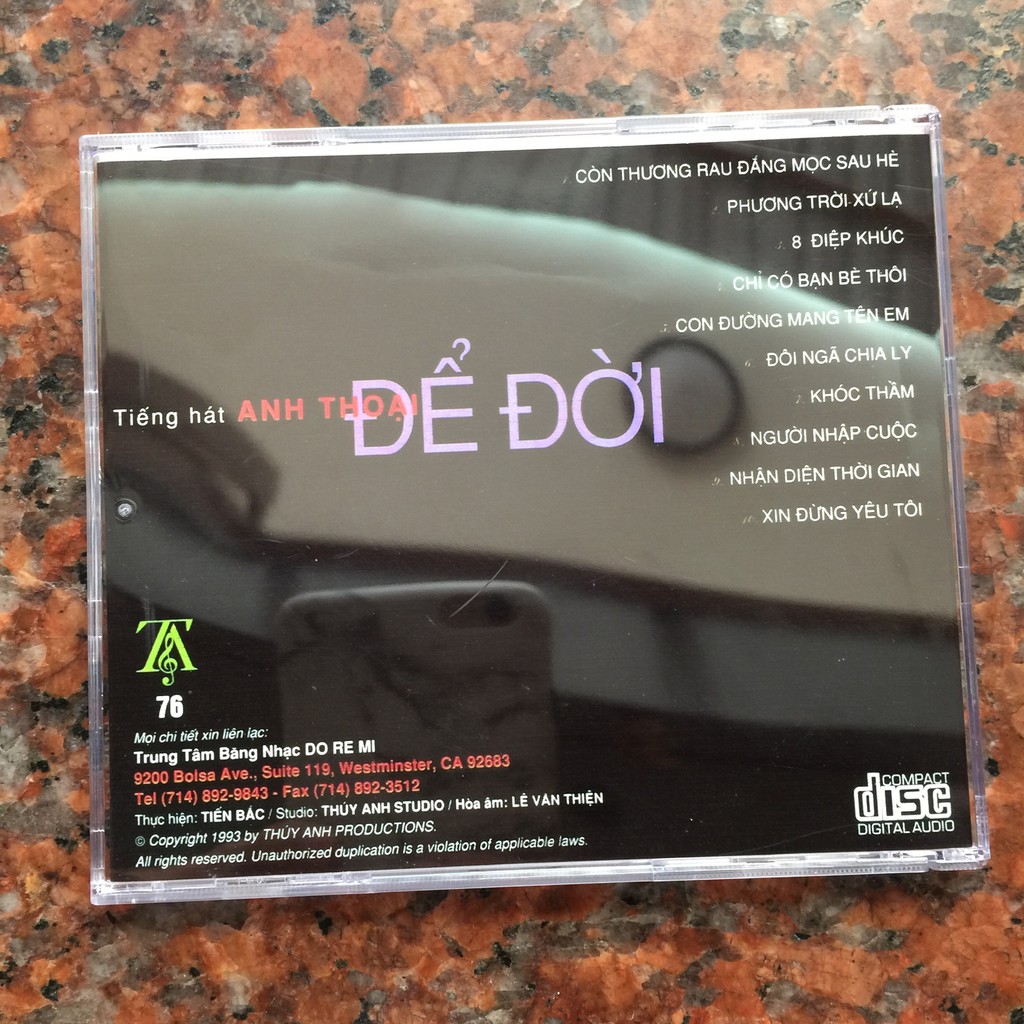 CÒN THƯƠNG RAU ĐẮNG MỌC SAU HÈ
PHƯƠNG TRỜI XỨ LẠ
8 ĐIỆP KHÚC
CHỈ CÓ BẠN BÈ THÔI
CON ĐƯỜNG MANG TÊN EM
ĐÔI NGÃ CHIA LY
KHÓC THẦM
NGƯỜI NHẬP CUỘC
NHẬN DIỆN THỜI GIAN
XIN ĐỪNG YÊU TÔI
Tiếng hát ANH THOẠI
ĐỂ ĐỜI
TA
76
Mọi chi tiết xin liên lạc:
Trung Tâm Băng Nhạc DO RE MI
9200 Bolsa Ave., Suite 119, Westminster, CA 92683
Tel (714) 892-9843 - Fax (714) 892-3512
Thực hiện: TIẾN BẮC / Studio: THÚY ANH STUDIO / Hòa âm: LÊ VĂN THIỆN
© Copyright 1993 by THÚY ANH PRODUCTIONS.
All rights reserved. Unauthorized duplication is a violation of applicable laws.
COMPACT
disc
DIGITAL AUDIO